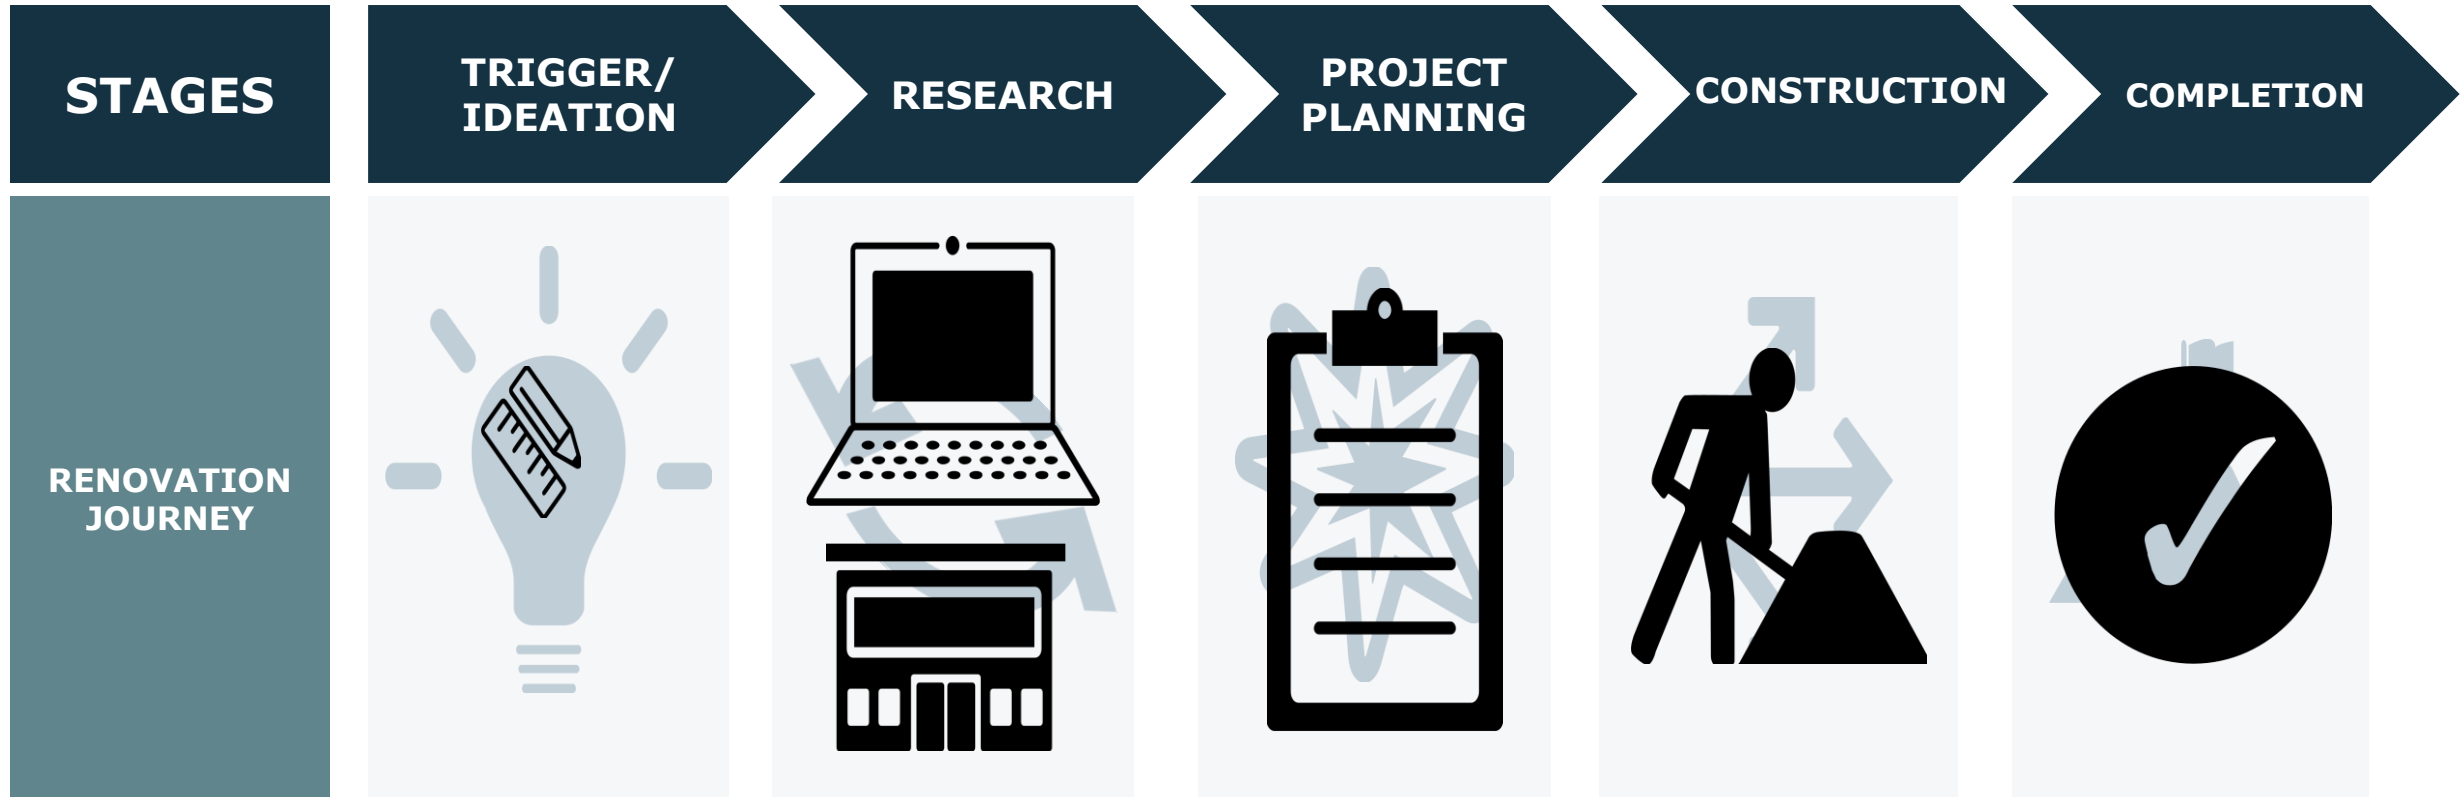 STAGES
TRIGGER/
IDEATION
RESEARCH
PROJECT
PLANNING
CONSTRUCTION
COMPLETION
RENOVATION
JOURNEY